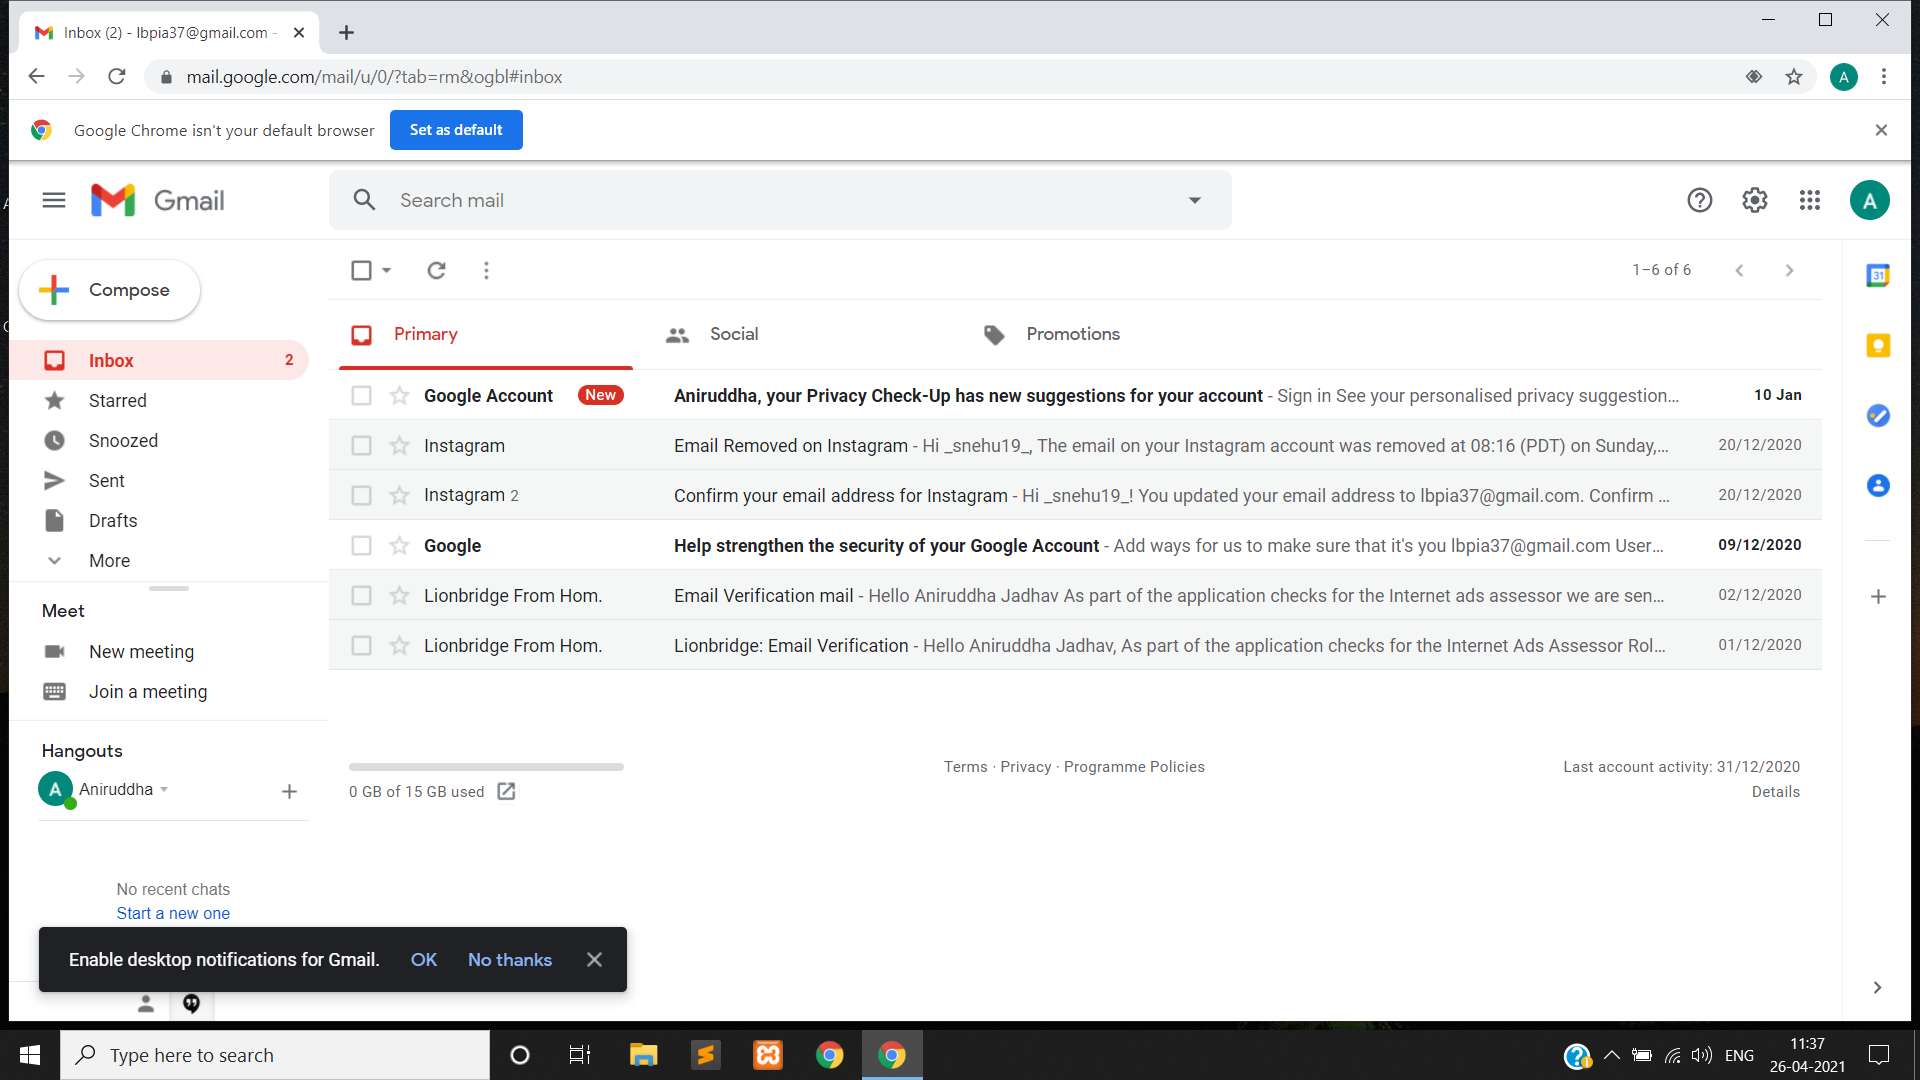 Inbox (2) - lbpia37@gmail.com -
mail.google.com/mail/u/0/?tab=rm&ogbl#inbox
A
Google Chrome isn't your default browser
Set as default
Gmail
Search mail
A
Compose
1–6 of 6
31
Primary
Social
Promotions
Inbox 2
Starred
Snoozed
Sent
Drafts
More
Google Account New Aniruddha, your Privacy Check-Up has new suggestions for your account - Sign in See your personalised privacy suggestion... 10 Jan
Instagram Email Removed on Instagram - Hi _snehu19_, The email on your Instagram account was removed at 08:16 (PDT) on Sunday,... 20/12/2020
Instagram 2 Confirm your email address for Instagram - Hi _snehu19_! You updated your email address to lbpia37@gmail.com. Confirm ... 20/12/2020
Google Help strengthen the security of your Google Account - Add ways for us to make sure that it's you lbpia37@gmail.com User... 09/12/2020
Lionbridge From Hom. Email Verification mail - Hello Aniruddha Jadhav As part of the application checks for the Internet ads assessor we are sen... 02/12/2020
Lionbridge From Hom. Lionbridge: Email Verification - Hello Aniruddha Jadhav, As part of the application checks for the Internet Ads Assessor Rol... 01/12/2020
Meet
New meeting
Join a meeting
Hangouts
A Aniruddha
No recent chats
Start a new one
0 GB of 15 GB used
Terms · Privacy · Programme Policies
Last account activity: 31/12/2020
Details
Enable desktop notifications for Gmail. OK No thanks
Type here to search
ENG
11:37
26-04-2021